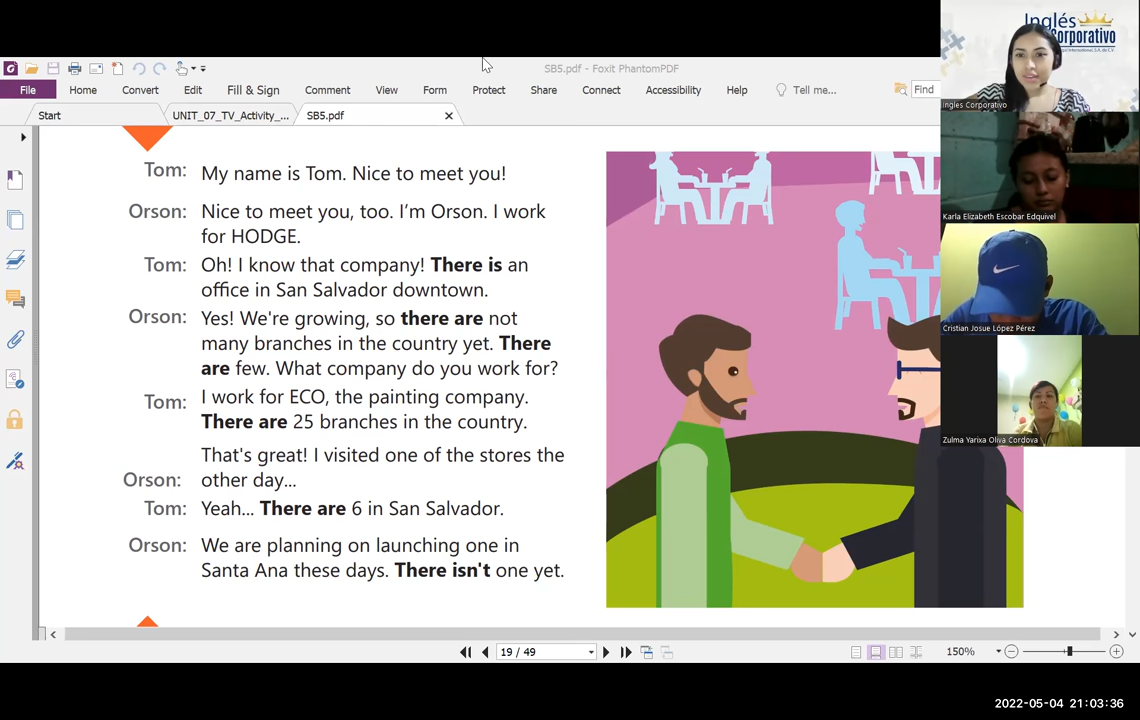 Inglés
Corporativo
Ingles Corporativo
SB5.pdf - Foxit PhantomPDF
File Home Convert Edit Fill & Sign Comment View Form Protect Share Connect Accessibility Help Tell me... Find
Start UNIT_07_TV_Activity_... SB5.pdf
Tom: My name is Tom. Nice to meet you!
Orson: Nice to meet you, too. I'm Orson. I work
for HODGE.
Tom: Oh! I know that company! There is an
office in San Salvador downtown.
Orson: Yes! We're growing, so there are not
many branches in the country yet. There
are few. What company do you work for?
Tom: I work for ECO, the painting company.
There are 25 branches in the country.
That's great! I visited one of the stores the
Orson: other day...
Tom: Yeah... There are 6 in San Salvador.
Orson: We are planning on launching one in
Santa Ana these days. There isn't one yet.
Karla Elizabeth Escobar Edquivel
Cristian Josue López Pérez
Zulma Yarixa Oliva Cordova
19 / 49
150%
2022-05-04 21:03:36